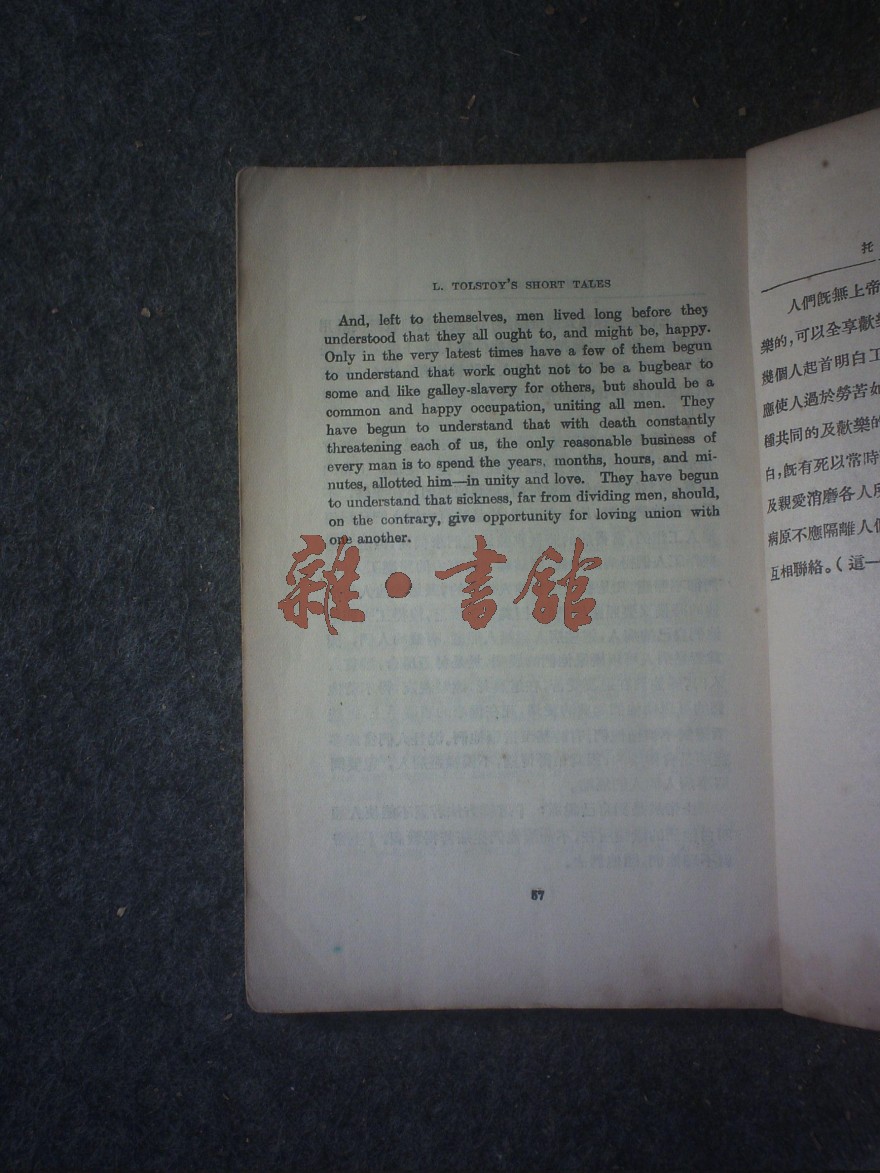 L. TOLSTOY'S SHORT TALES
And, left to themselves, men lived long before they
understood that they all ought to, and might be, happy.
Only in the very latest times have a few of them begun
to understand that work ought not to be a bugbear to
some and like galley-slavery for others, but should be a
common and happy occupation, uniting all men. They
have begun to understand that with death constantly
threatening each of us, the only reasonable business of
every man is to spend the years, months, hours, and mi-
nutes, allotted him—in unity and love. They have begun
to understand that sickness, far from dividing men, should,
on the contrary, give opportunity for loving union with
one another.
雜·書館
57
托
人們旣無上帝
樂的,可以全享歡
幾個人起首明白工
應使人過於勞苦如
種共同的及歡樂的
白,旣有死以常時
及親愛消磨各人所
病原不應隔離人
互相聯絡。(這一